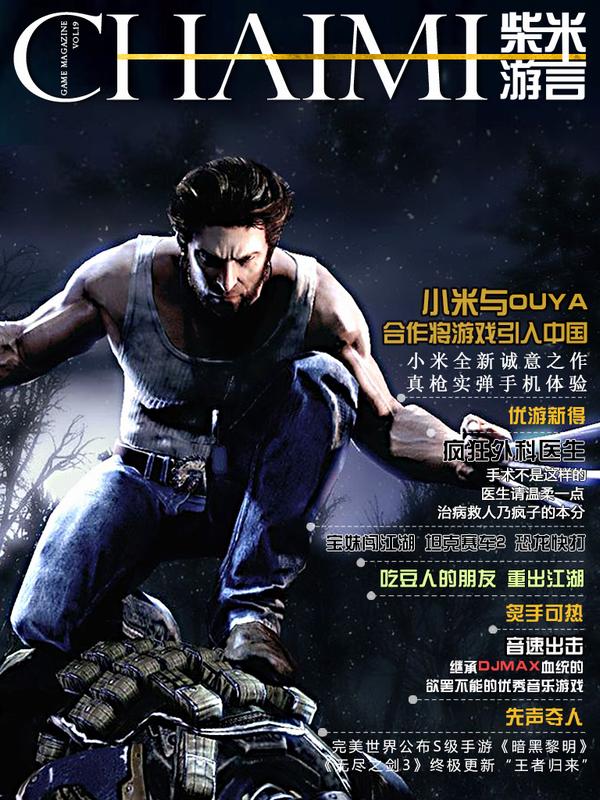 CHAIMI
GAME MAGAZINE
VOL19
柴米
游言
小米与OUYA
合作将游戏引入中国
小米全新诚意之作
真枪实弹手机体验
优游新得
疯狂外科医生
手术不是这样的
医生请温柔一点
治病救人乃疯子的本分
宝妹闯江湖 坦克赛车2 恐龙快打
吃豆人的朋友 重出江湖
炙手可热
音速出击
继承DJMAX血统的
欲罢不能的优秀音乐游戏
先声夺人
完美世界公布S级手游《暗黑黎明》
《无尽之剑3》终极更新“王者归来”